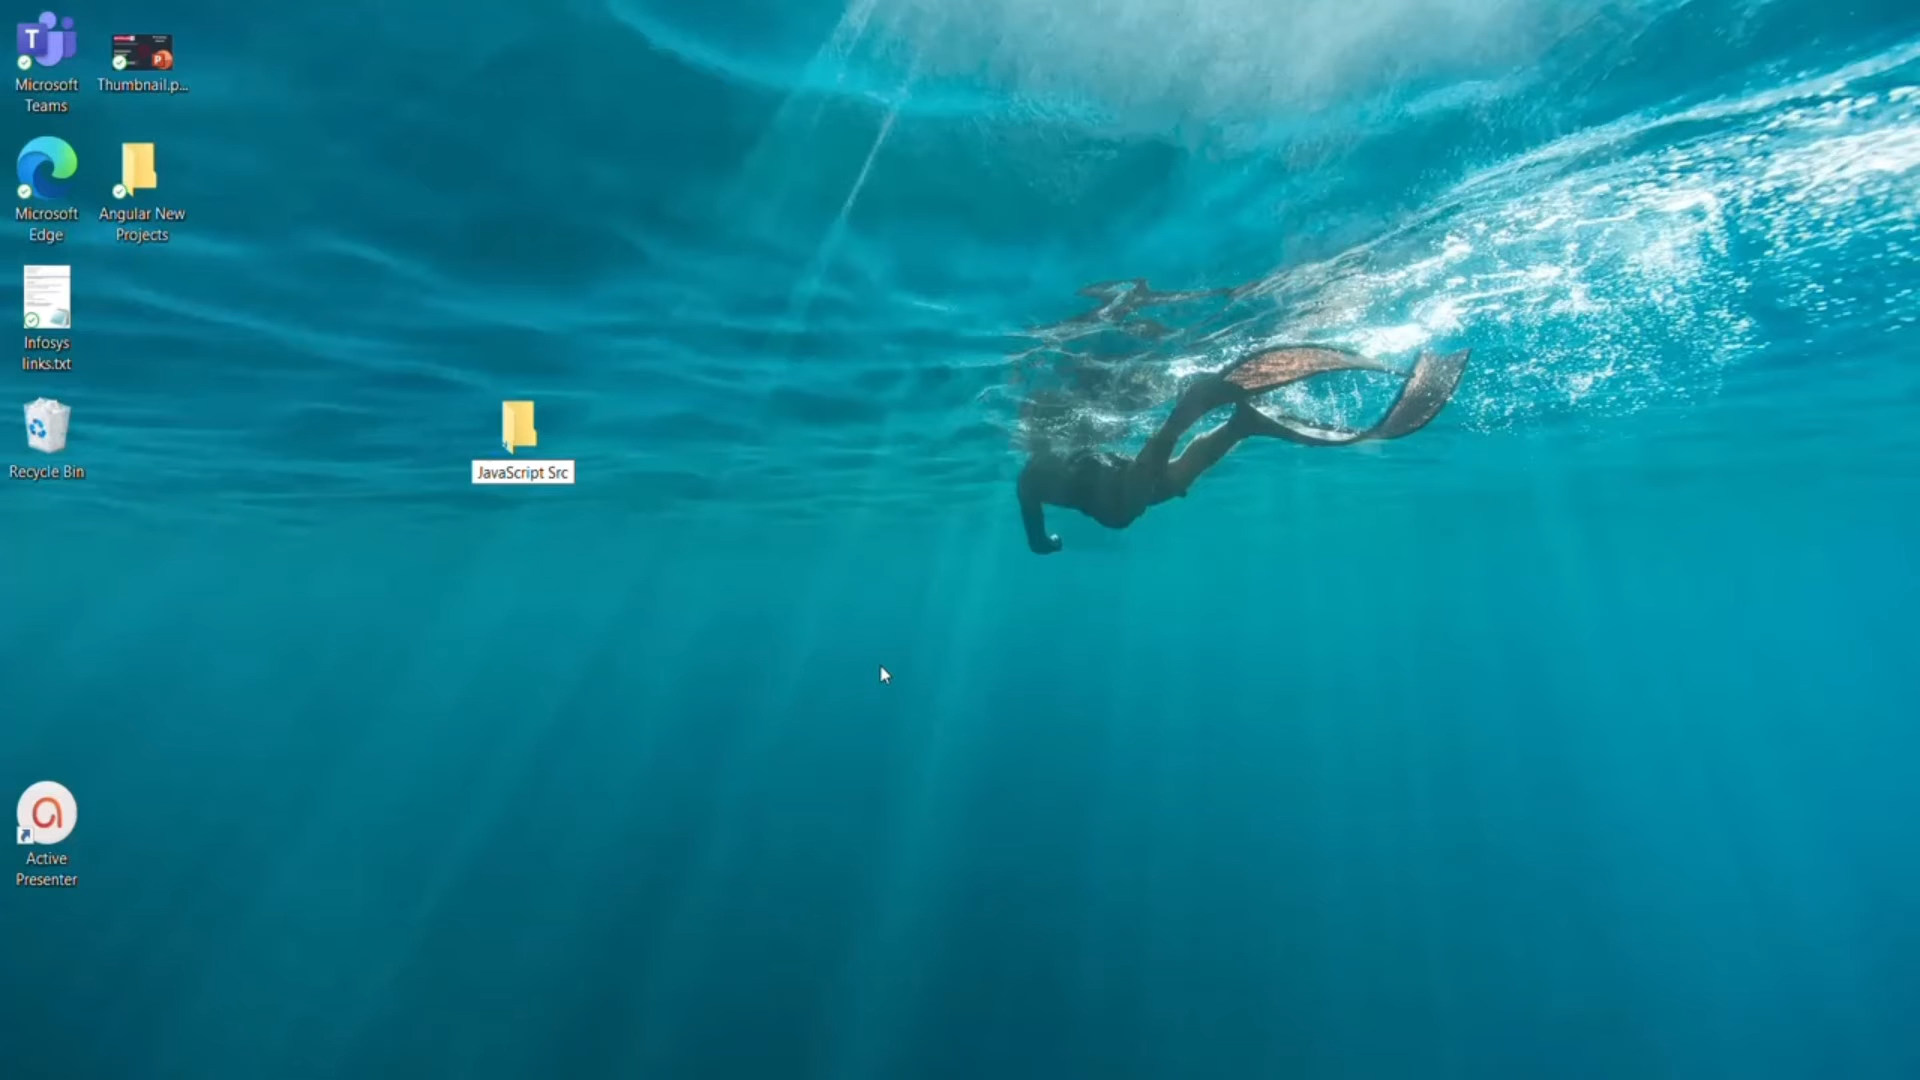 Microsoft
Teams
Thumbnail.p...
Microsoft
Edge
Angular New
Projects
Infosys
links.txt
Recycle Bin
JavaScript Src
Active
Presenter